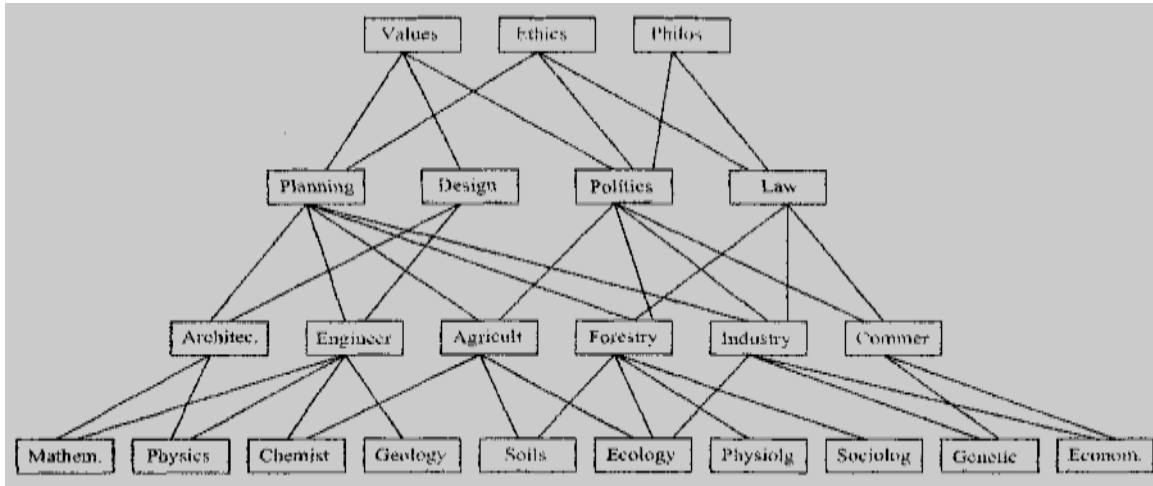 Values Ethics Philos
Planning Design Politics Law
Architec. Engineer Agricult Forestry Industry Commer
Mathem. Physics Chemist Geology Soils Ecology Physiolg Sociolog Genetic Econom.